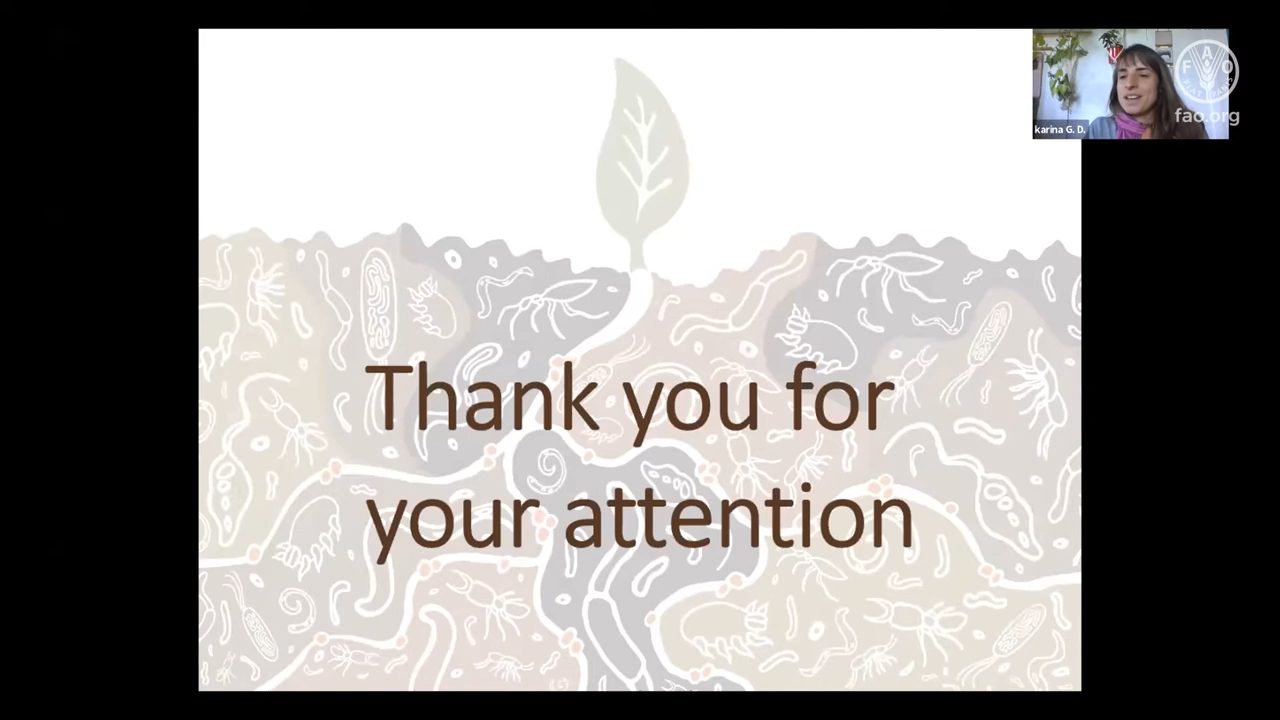 Thank you for
your attention
karina G. D.
F A O
fao.org